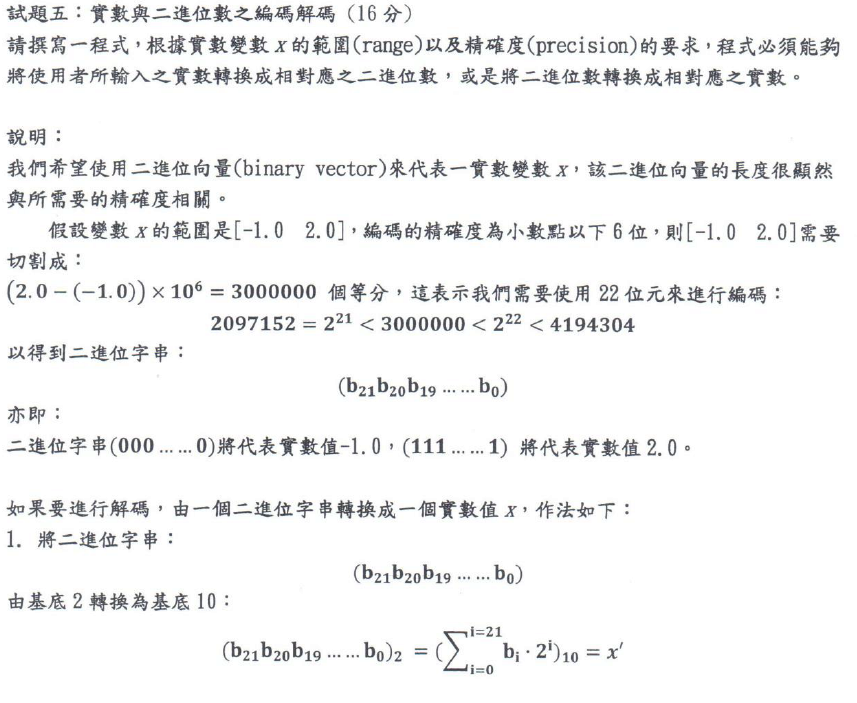 試題五：實數與二進位數之編碼解碼 (16 分)
請撰寫一程式，根據實數變數 x 的範圍(range)以及精確度(precision)的要求，程式必須能夠
將使用者所輸入之實數轉換成相對應之二進位數，或是將二進位數轉換成相對應之實數。
說明：
我們希望使用二進位向量(binary vector)來代表一實數變數 x，該二進位向量的長度很顯然
與所需要的精確度相關。
假設變數 x 的範圍是[-1.0 2.0]，編碼的精確度為小數點以下 6 位，則[-1.0 2.0]需要
切割成：
(2.0 − (−1.0)) × 10⁶ = 3000000 個等分，這表示我們需要使用 22 位元來進行編碼：
2097152 = 2²¹ < 3000000 < 2²² < 4194304
以得到二進位字串：
(b₂₁b₂₀b₁₉ … … b₀)
亦即：
二進位字串(000 … … 0)將代表實數值-1.0，(111 … … 1) 將代表實數值 2.0。
如果要進行解碼，由一個二進位字串轉換成一個實數值 x，作法如下：
1. 將二進位字串：
(b₂₁b₂₀b₁₉ … … b₀)
由基底 2 轉換為基底 10：
(b₂₁b₂₀b₁₉ … … b₀)₂ = (∑ᵢ₌₀ⁱ⁼²¹ bᵢ · 2ⁱ)₁₀ = x′